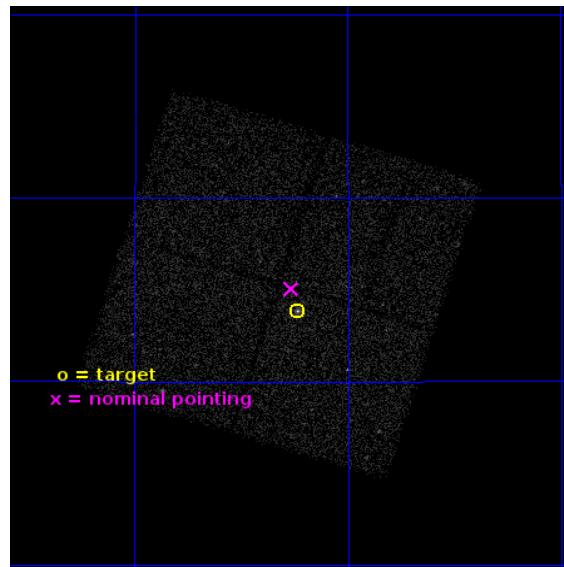 o = target
x = nominal pointing